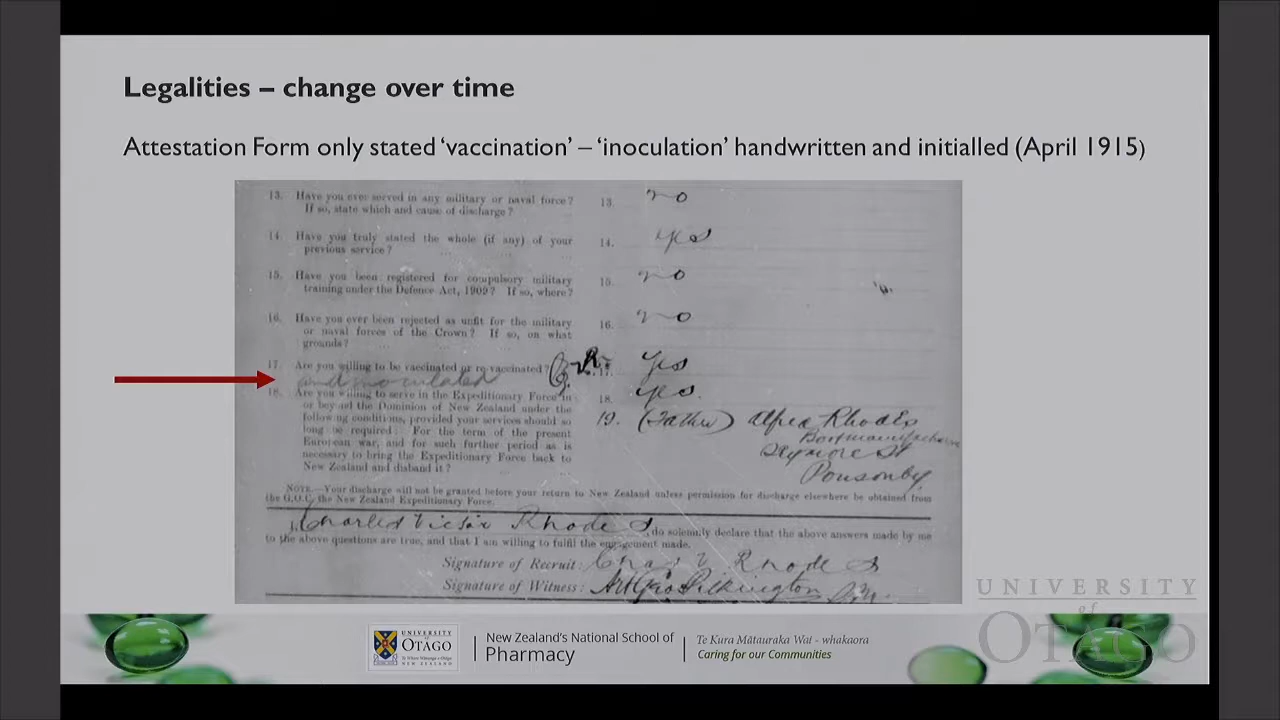 Legalities – change over time
Attestation Form only stated ‘vaccination’ – ‘inoculation’ handwritten and initialled (April 1915)
13. Have you ever served in any military or naval force? 13. no
If so, state which and cause of discharge?
14. Have you truly stated the whole (if any) of your 14. yes
previous service?
15. Have you been registered for compulsory military 15. no
training under the Defence Act, 1909? If so, where?
16. Have you ever been rejected as unfit for the military 16. no
or naval forces of the Crown? If so, on what
grounds?
17. Are you willing to be vaccinated or re-vaccinated? 17. yes
and inoculated
18. Are you willing to serve in the Expeditionary Force in 18. yes.
or beyond the Dominion of New Zealand under the
following conditions, provided your services should so
long be required: For the term of the present
European war, and for such further period as is
necessary to bring the Expeditionary Force back to
New Zealand and disband it?
19. (Father) Alfred Rhodes
Ponsonby
NOTE.—Your discharge will not be granted before your return to New Zealand unless permission for discharge elsewhere be obtained from
the G.O.C. the New Zealand Expeditionary Force.
I, Charles Victor Rhodes, do solemnly declare that the above answers made by me
to the above questions are true, and that I am willing to fulfil the engagement made.
Signature of Recruit: Chas V Rhodes
Signature of Witness: Pilkington
UNIVERSITY
of
OTAGO
UNIVERSITY
of
OTAGO
Te Whare Wānanga o Otāgo
NEW ZEALAND
New Zealand’s National School of
Pharmacy
Te Kura Mātauraka Wai - whakaora
Caring for our Communities